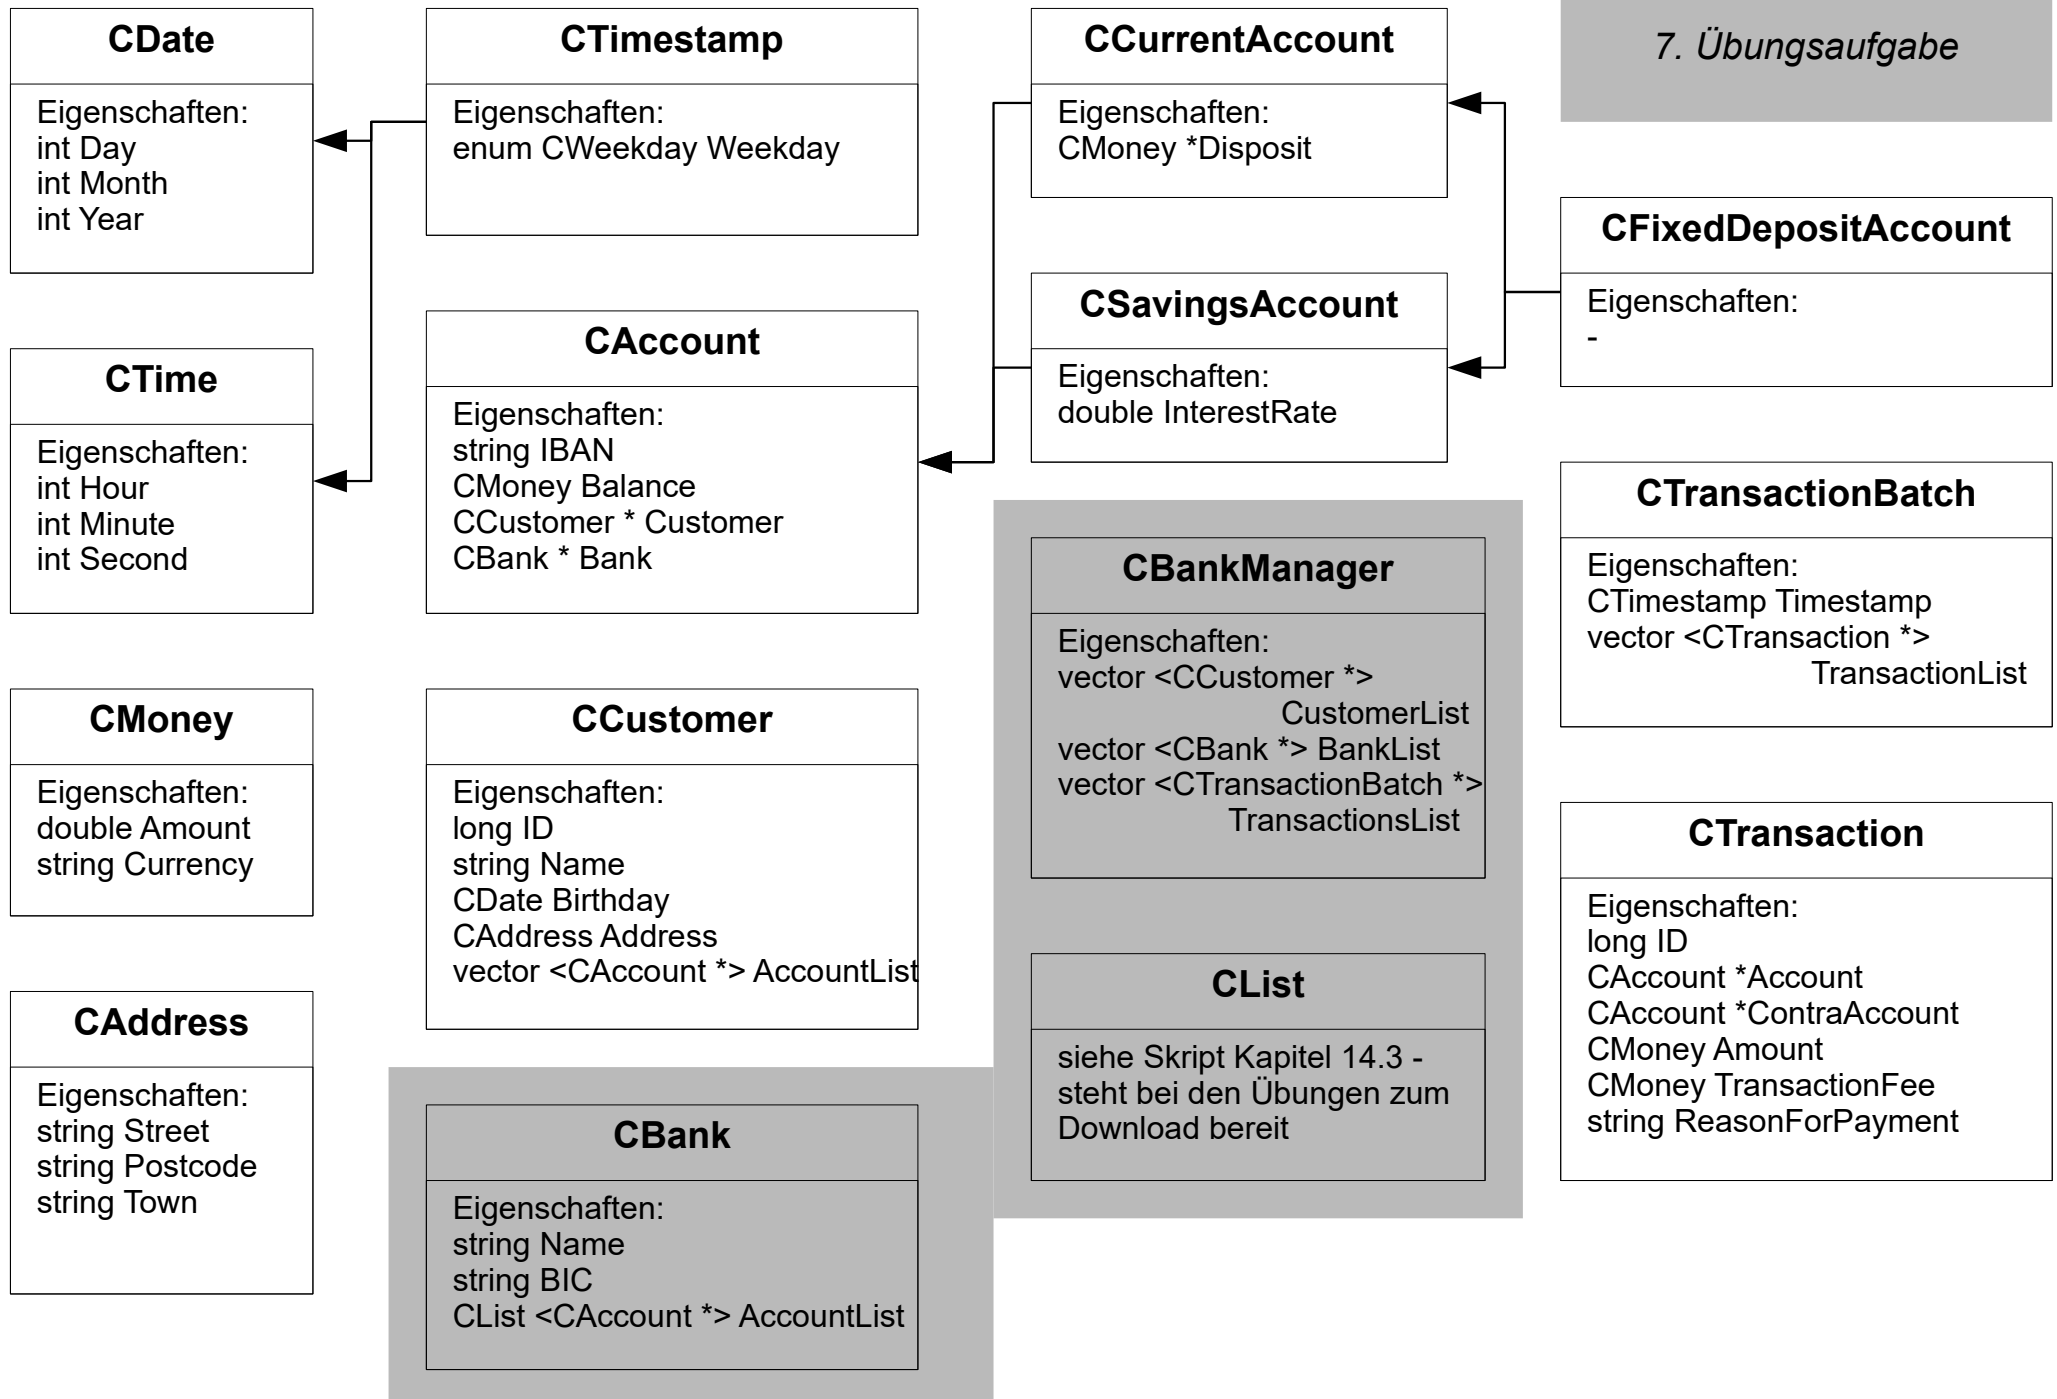 CDate
Eigenschaften:
int Day
int Month
int Year
CTime
Eigenschaften:
int Hour
int Minute
int Second
CMoney
Eigenschaften:
double Amount
string Currency
CAddress
Eigenschaften:
string Street
string Postcode
string Town
CTimestamp
Eigenschaften:
enum CWeekday Weekday
CAccount
Eigenschaften:
string IBAN
CMoney Balance
CCustomer * Customer
CBank * Bank
CCustomer
Eigenschaften:
long ID
string Name
CDate Birthday
CAddress Address
vector <CAccount *> AccountList
CBank
Eigenschaften:
string Name
string BIC
CList <CAccount *> AccountList
CCurrentAccount
Eigenschaften:
CMoney *Disposit
CSavingsAccount
Eigenschaften:
double InterestRate
CBankManager
Eigenschaften:
vector <CCustomer *>
CustomerList
vector <CBank *> BankList
vector <CTransactionBatch *>
TransactionsList
CList
siehe Skript Kapitel 14.3 -
steht bei den Übungen zum
Download bereit
7. Übungsaufgabe
CFixedDepositAccount
Eigenschaften:
-
CTransactionBatch
Eigenschaften:
CTimestamp Timestamp
vector <CTransaction *>
TransactionList
CTransaction
Eigenschaften:
long ID
CAccount *Account
CAccount *ContraAccount
CMoney Amount
CMoney TransactionFee
string ReasonForPayment